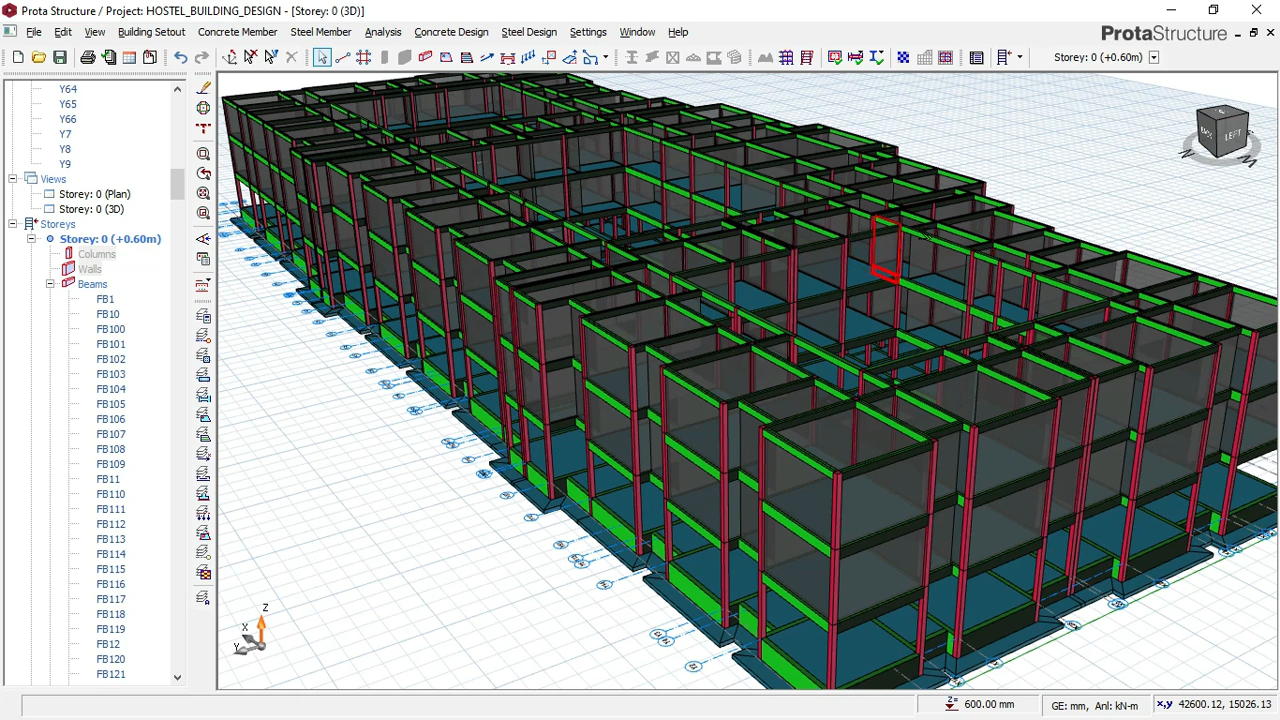 Prota Structure / Project: HOSTEL_BUILDING_DESIGN - [Storey: 0 (3D)]
File Edit View Building Setout Concrete Member Steel Member Analysis Concrete Design Steel Design Settings Window Help
ProtaStructure
Storey: 0 (+0.60m)
Y64
Y65
Y66
Y7
Y8
Y9
Views
Storey: 0 (Plan)
Storey: 0 (3D)
Storeys
Storey: 0 (+0.60m)
Columns
Walls
Beams
FB1
FB10
FB100
FB101
FB102
FB103
FB104
FB105
FB106
FB107
FB108
FB109
FB11
FB110
FB111
FB112
FB113
FB114
FB115
FB116
FB117
FB118
FB119
FB12
FB120
FB121
LEFT
Z
X
Y
Z= 600.00 mm
GE: mm, Anl: kN-m
x,y 42600.12, 15026.13